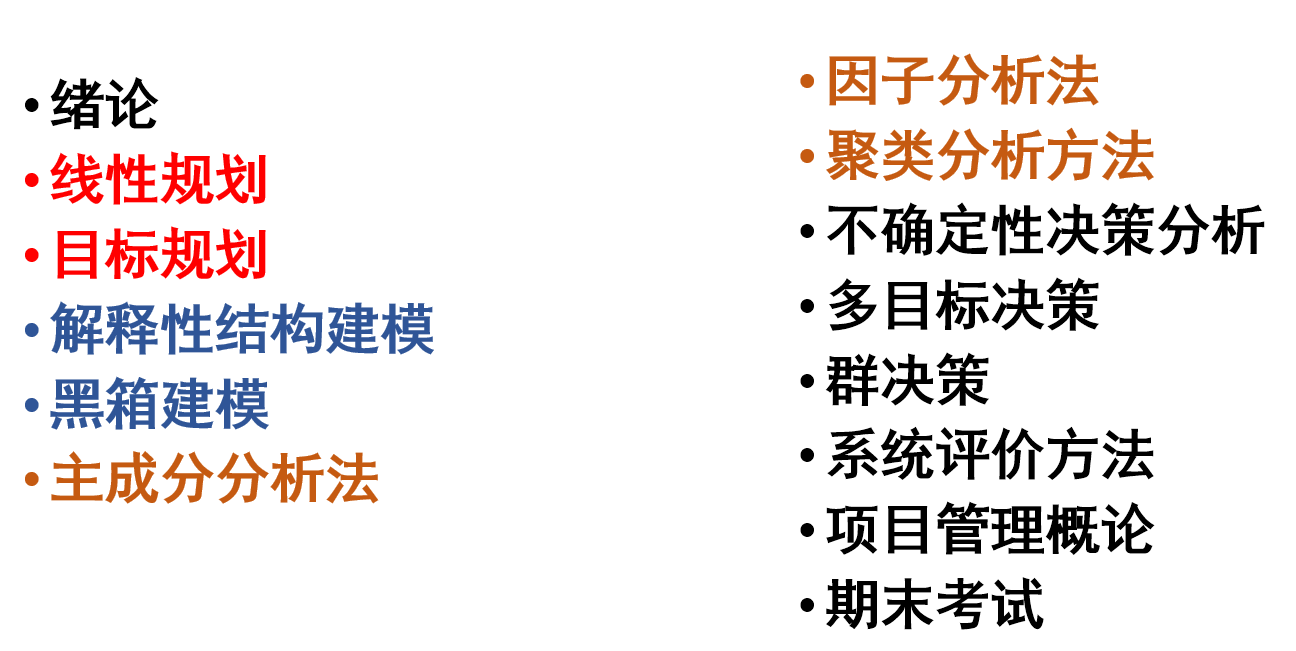 •绪论
•线性规划
•目标规划
•解释性结构建模
•黑箱建模
•主成分分析法
•因子分析法
•聚类分析方法
•不确定性决策分析
•多目标决策
•群决策
•系统评价方法
•项目管理概论
•期末考试